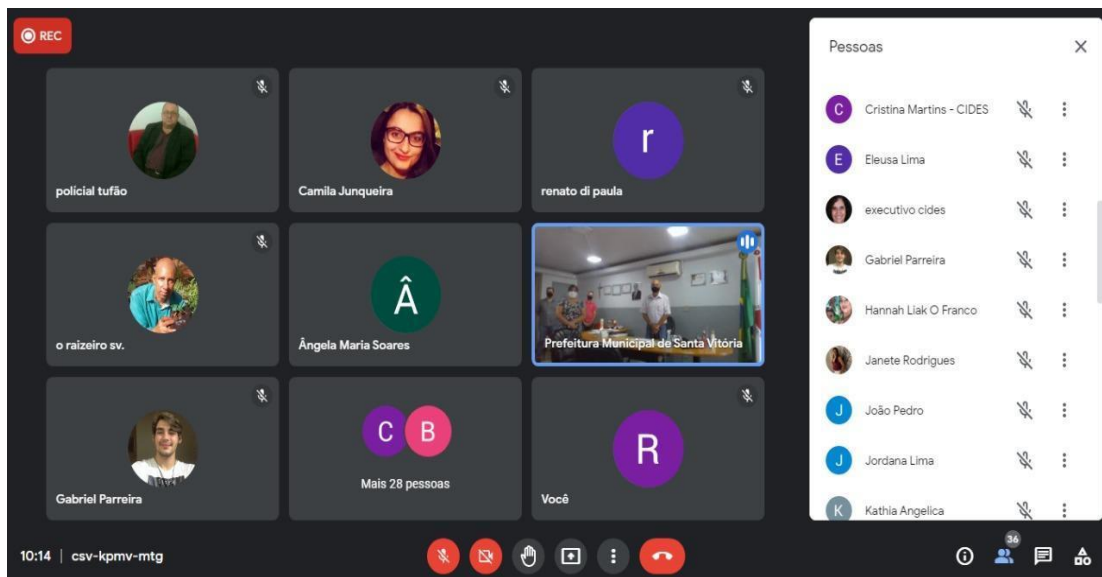 REC
r
policial tufão
Camila Junqueira
renato di paula
Â
o raizeiro sv.
Ângela Maria Soares
Prefeitura Municipal de Santa Vitória
C B
R
Gabriel Parreira
Mais 28 pessoas
Você
Pessoas
C Cristina Martins - CIDES
E Eleusa Lima
executivo cides
Gabriel Parreira
Hannah Liak O Franco
Janete Rodrigues
J João Pedro
J Jordana Lima
K Kathia Angelica
10:14 | csv-kpmv-mtg
36